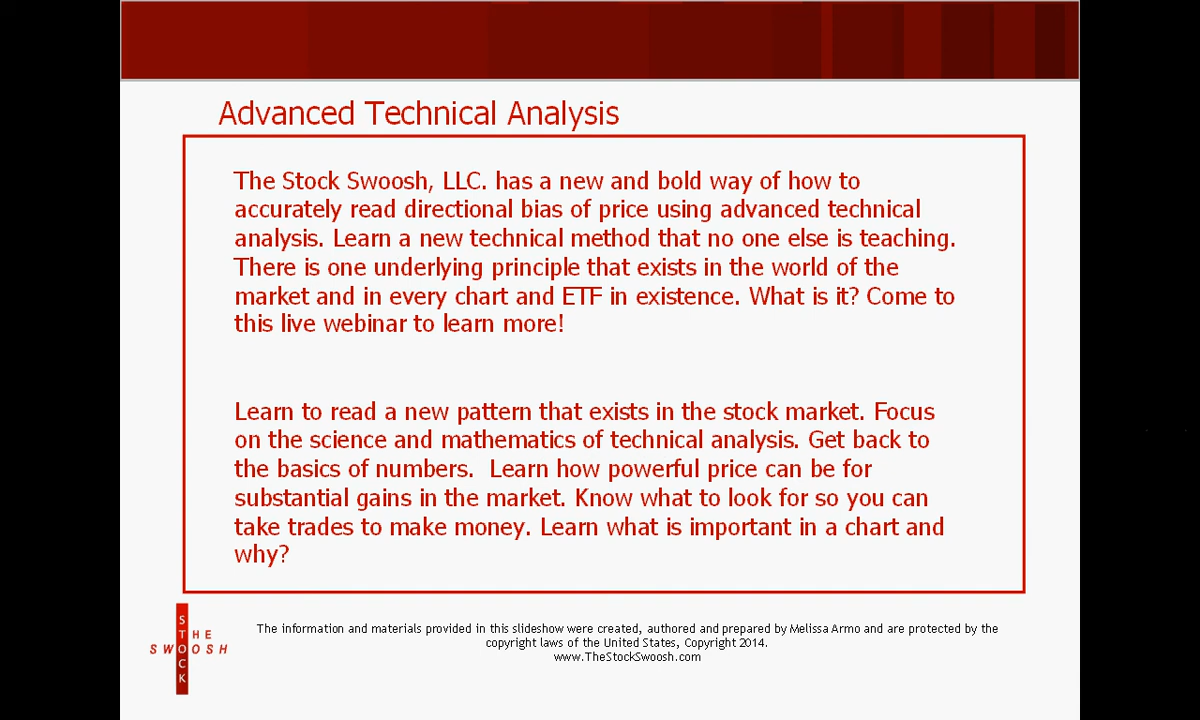 Advanced Technical Analysis
The Stock Swoosh, LLC. has a new and bold way of how to
accurately read directional bias of price using advanced technical
analysis. Learn a new technical method that no one else is teaching.
There is one underlying principle that exists in the world of the
market and in every chart and ETF in existence. What is it? Come to
this live webinar to learn more!
Learn to read a new pattern that exists in the stock market. Focus
on the science and mathematics of technical analysis. Get back to
the basics of numbers.  Learn how powerful price can be for
substantial gains in the market. Know what to look for so you can
take trades to make money. Learn what is important in a chart and
why?
THE
STOCK
SWOOSH
The information and materials provided in this slideshow were created, authored and prepared by Melissa Armo and are protected by the
copyright laws of the United States, Copyright 2014.
www.TheStockSwoosh.com